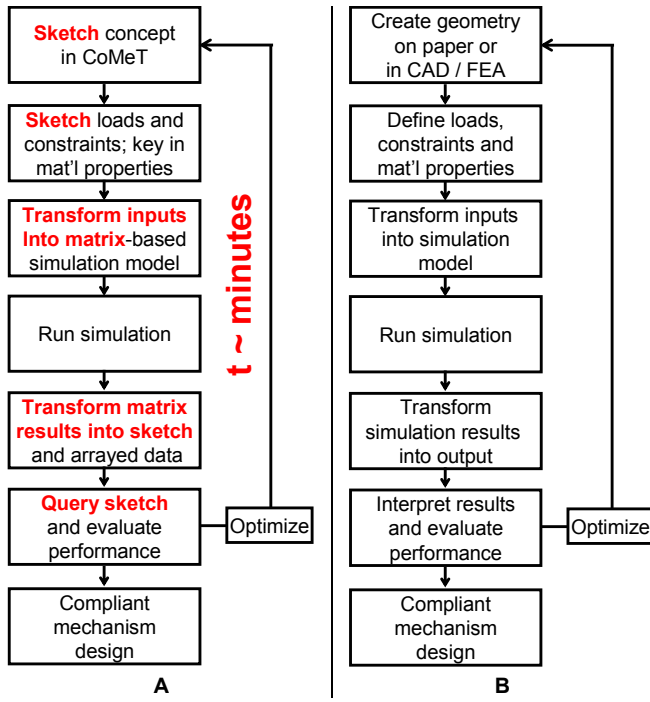 Sketch concept
in CoMeT
Sketch loads and
constraints; key in
mat'l properties
Transform inputs
Into matrix-based
simulation model
Run simulation
Transform matrix
results into sketch
and arrayed data
Query sketch
and evaluate
performance
Optimize
Compliant
mechanism
design
t ~ minutes
A
Create geometry
on paper or
in CAD / FEA
Define loads,
constraints and
mat'l properties
Transform inputs
into simulation
model
Run simulation
Transform
simulation results
into output
Interpret results
and evaluate
performance
Optimize
Compliant
mechanism
design
B